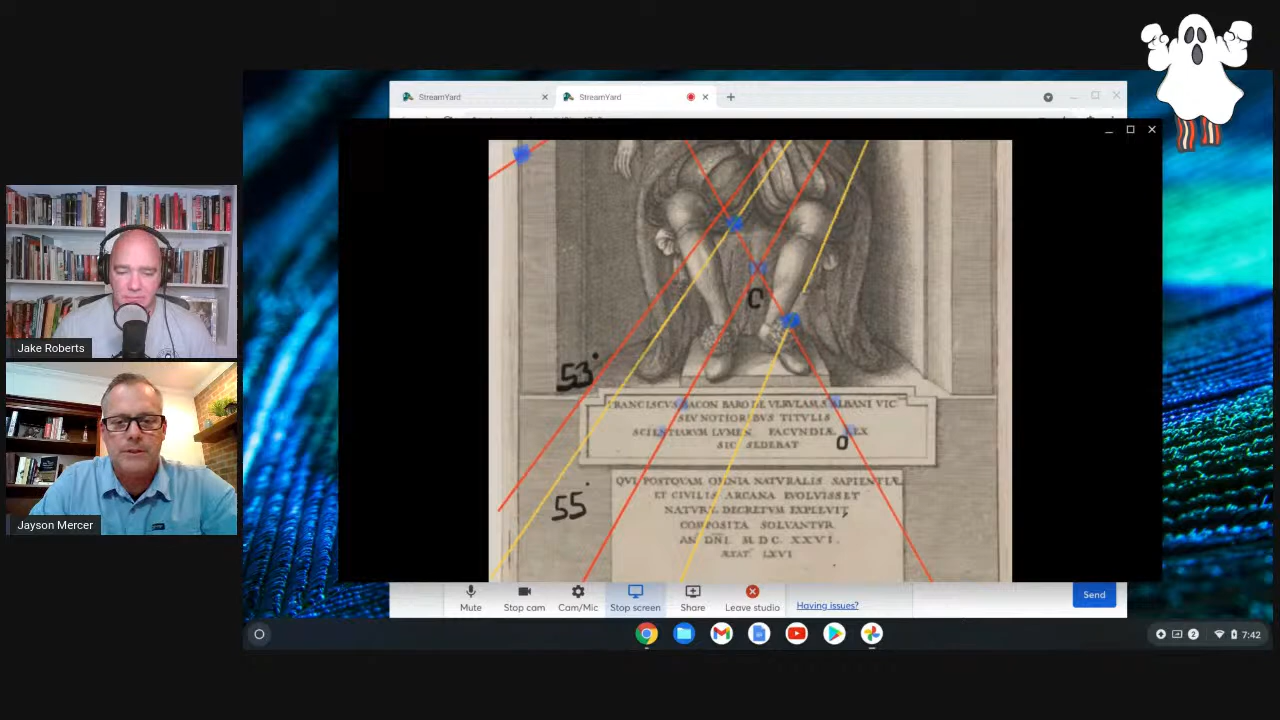 StreamYard
StreamYard
Jake Roberts
Jayson Mercer
C
53°
FRANCISCVS BACON BARO DE VERVLAM, S. ALBANI VIC
SEV NOTIORIBVS TITVLIS
SCIENTIARVM LVMEN FACVNDIÆ LEX
SIC SEDEBAT
O
55°
QVI POSTQVAM OMNIA NATVRALIS SAPIENTIÆ
ET CIVILIS ARCANA EVOLVISSET
NATVRÆ DECRETVM EXPLEVIT
COMPOSITA SOLVANTVR
AN. DNI. M.DC.XXVI.
ÆTAT. LXVI
Mute
Stop cam
Cam/Mic
Stop screen
Share
Leave studio
Having issues?
Send
2
7:42